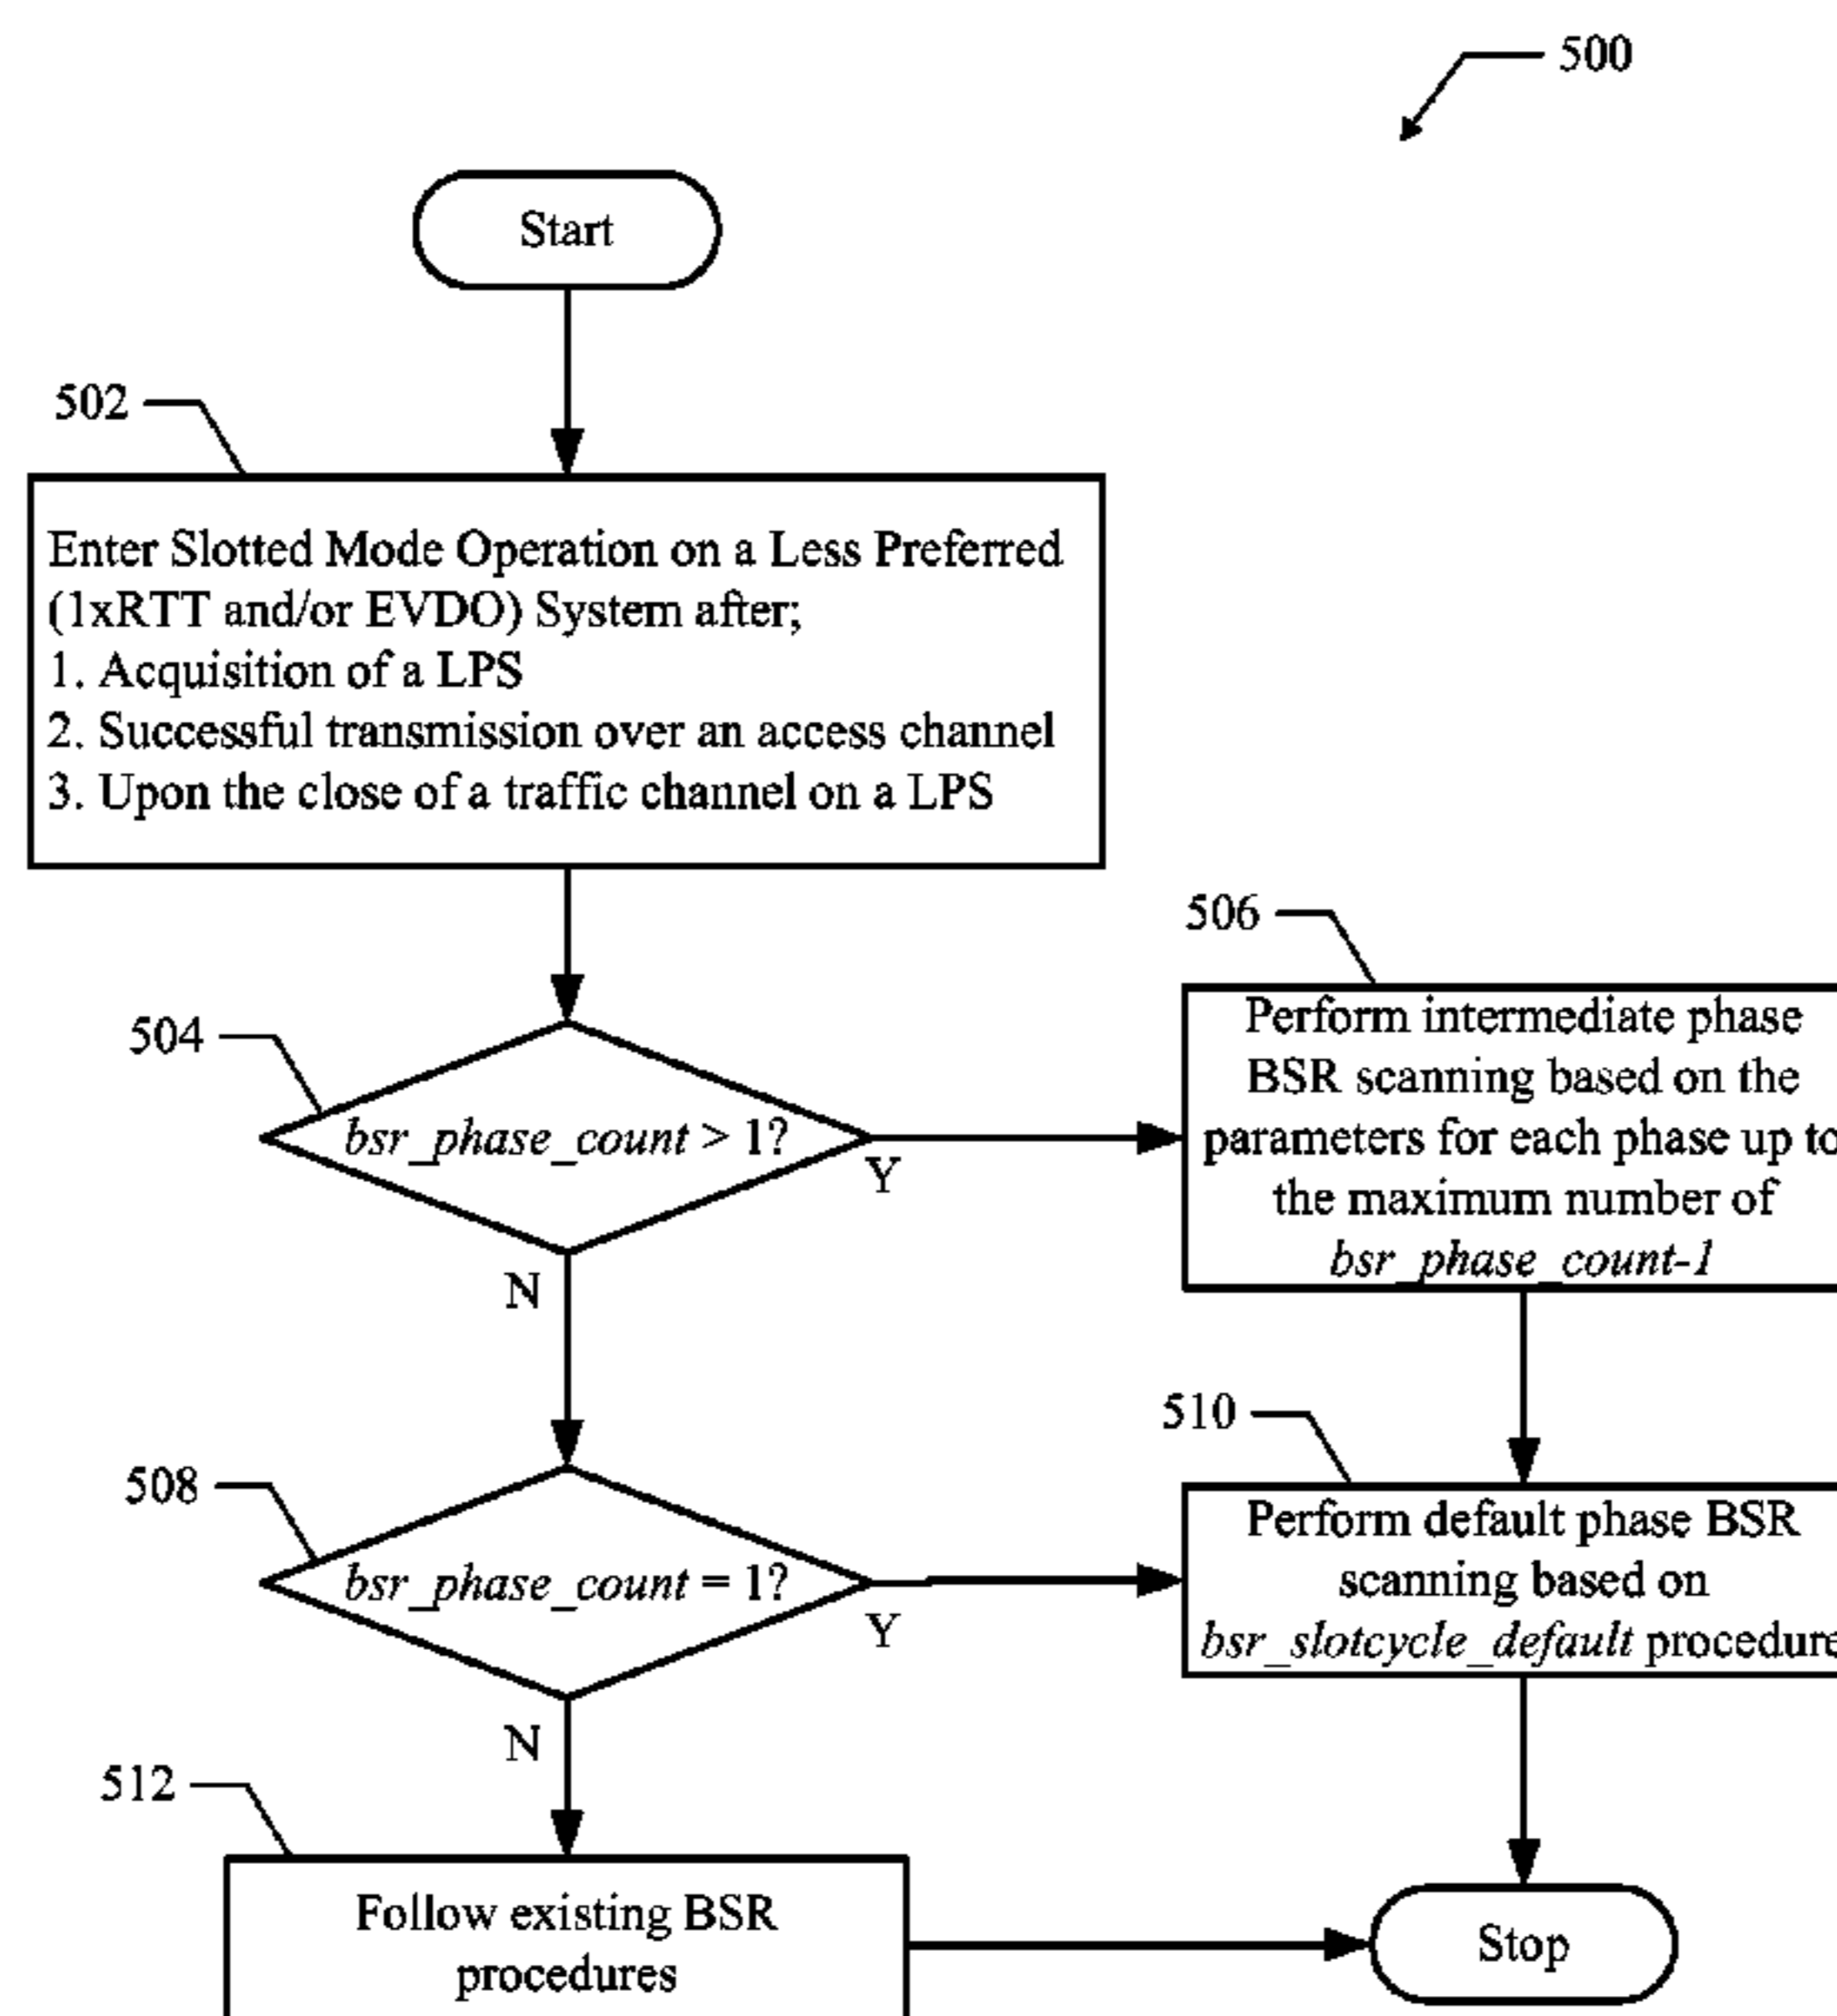 500
Start
502
Enter Slotted Mode Operation on a Less Preferred
(1xRTT and/or EVDO) System after;
1. Acquisition of a LPS
2. Successful transmission over an access channel
3. Upon the close of a traffic channel on a LPS
504
bsr_phase_count > 1?
Y
N
506
Perform intermediate phase
BSR scanning based on the
parameters for each phase up to
the maximum number of
bsr_phase_count-1
508
bsr_phase_count = 1?
Y
N
510
Perform default phase BSR
scanning based on
bsr_slotcycle_default procedure
512
Follow existing BSR
procedures
Stop